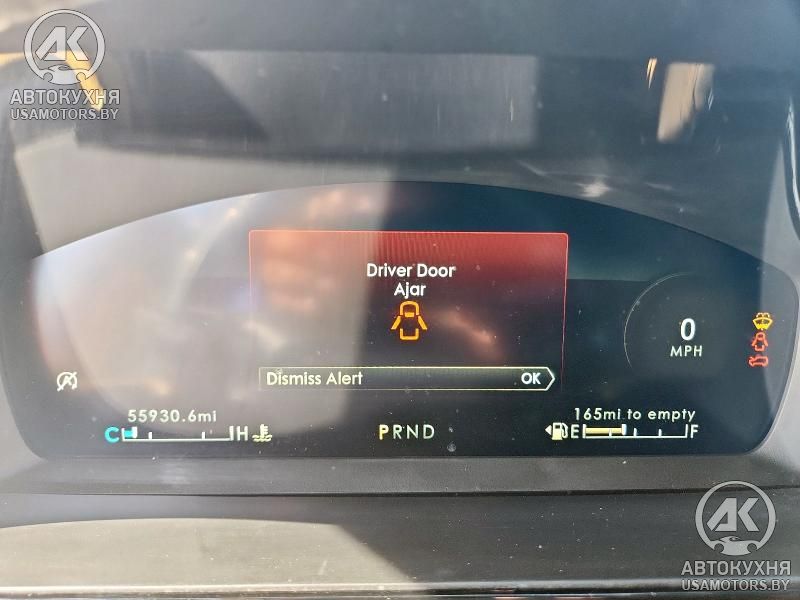 АК
АВТОКУХНЯ
USAMOTORS.BY
Driver Door
Ajar
Dismiss Alert OK
0
MPH
55930.6mi
165mi to empty
C H
PRND
E F
АК
АВТОКУХНЯ
USAMOTORS.BY